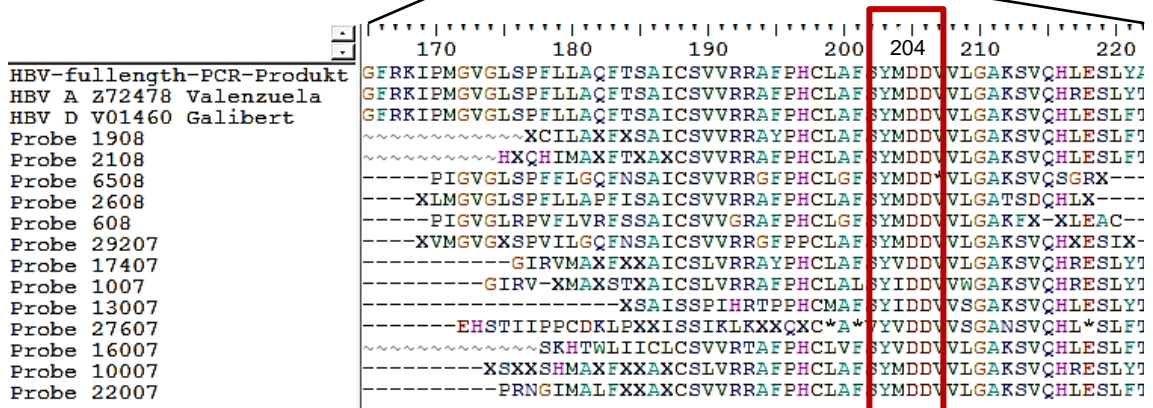 170 180 190 200 204 210 220
HBV-fullength-PCR-Produkt GFRKIPMGVGLSPFLLAQFTSAICSVVRRAFPHCLAFSYMDDVVLGAKSVQHLESLYA
HBV A Z72478 Valenzuela GFRKIPMGVGLSPFLLAQFTSAICSVVRRAFPHCLAFSYMDDVVLGAKSVQHRESLYT
HBV D V01460 Galibert GFRKIPMGVGLSPFLLAQFTSAICSVVRRAFPHCLAFSYMDDVVLGAKSVQHLESLFT
Probe 1908 ~~~~~~~~~~~~XCILAXFXSAICSVVRRAYPHCLAFSYMDDVVLGAKSVQHLESLFT
Probe 2108 ~~~~~~~~~~HXQHIMAXFTXAXCSVVRRAFPHCLAFSYMDDVVLGAKSVQHLESLFT
Probe 6508 -----PIGVGLSPFFLGQFNSAICSVVRRGFPHCLGFSYMDD*VLGAKSVQSGRX---
Probe 2608 ----XLMGVGLSPFLLAPFISAICSVVRRAFPHCLAFSYMDDVVLGATSDQHLX----
Probe 608 -----PIGVGLRPVFLVRFSSAICSVVGRAFPHCLGFSYMDDVVLGAKFX-XLEAC--
Probe 29207 ----XVMGVGXSPVILGQFNSAICSVVRRGFPPCLAFSYMDDVVLGAKSVQHXESIX-
Probe 17407 -----------GIRVMAXFXXAICSLVRRAYPHCLAFSYVDDVVLGAKSVQHRESLYT
Probe 1007 ---------GIRV-XMAXSTXAICSLVRRAFPHCLALSYIDDVVWGAKSVQHRESLYT
Probe 13007 -------------------XSAISSPIHRTPPHCMAFSYIDDVVSGAKSVQHLESLYT
Probe 27607 -------EHSTIIPPCDKLPXXISSIKLKXXQXC*A*VYVDDVVSGANSVQHL*SLFT
Probe 16007 ~~~~~~~~~~~~~SKHTWLIICLCSVVRTAFPHCLVFSYVDDVVLGAKSVQHLESLFT
Probe 10007 ---------XSXXSHMAXFXXAXCSVVRRAFPHCLAFSYMDDVVLGAKSVQHRESLYT
Probe 22007 ----------PRNGIMALFXXAXCSVVRRAFPHCLAFSYMDDVVLGAKSVQHLESLFT